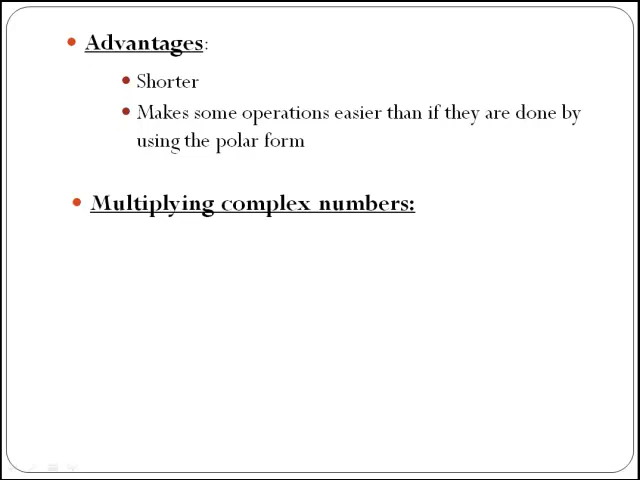 Advantages:
Shorter
Makes some operations easier than if they are done by
using the polar form
Multiplying complex numbers: